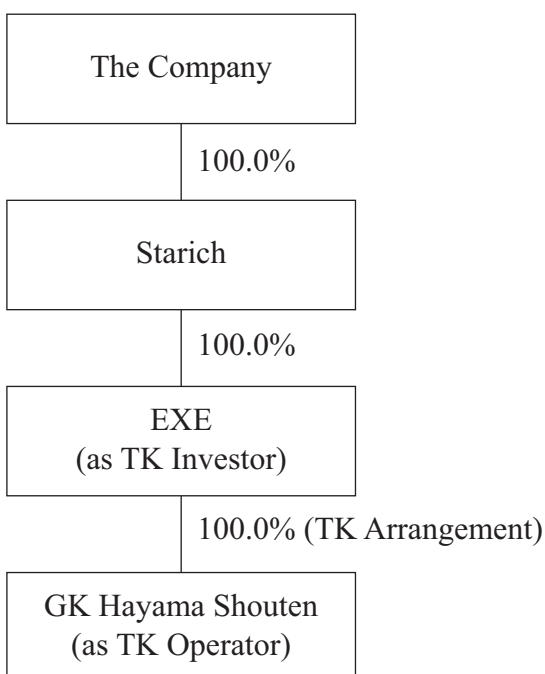 The Company
100.0%
Starich
100.0%
EXE
(as TK Investor)
100.0% (TK Arrangement)
GK Hayama Shouten
(as TK Operator)